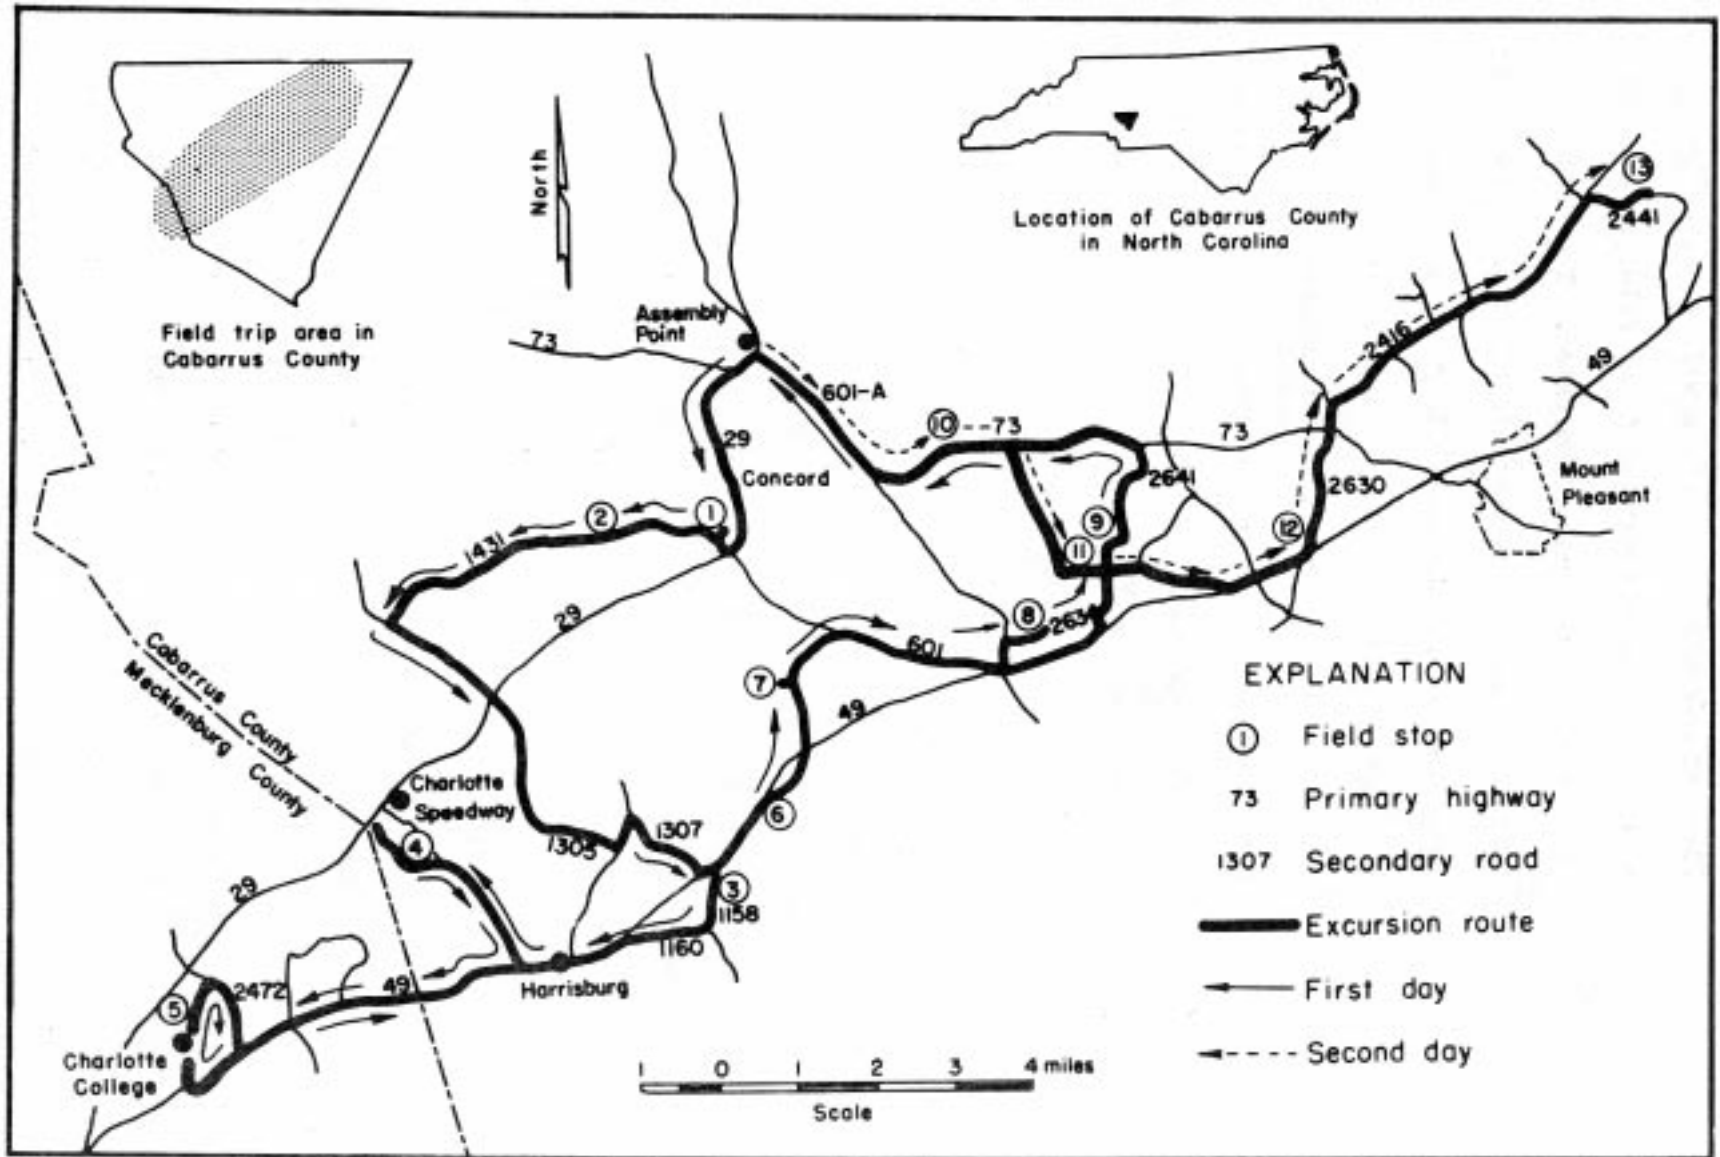 North
Field trip area in
Cabarrus County
Location of Cabarrus County
in North Carolina
Assembly
Point
73
601-A
29
Concord
10
73
73
2641
9
11
12
2630
2416
13
2441
49
Mount
Pleasant
1
2
1431
29
8
2634
601
7
49
6
Cabarrus County
Mecklenburg County
Charlotte
Speedway
4
1305
1307
3
1158
1160
Harrisburg
29
49
2472
5
Charlotte
College
EXPLANATION
1 Field stop
73 Primary highway
1307 Secondary road
Excursion route
First day
Second day
1 0 1 2 3 4 miles
Scale